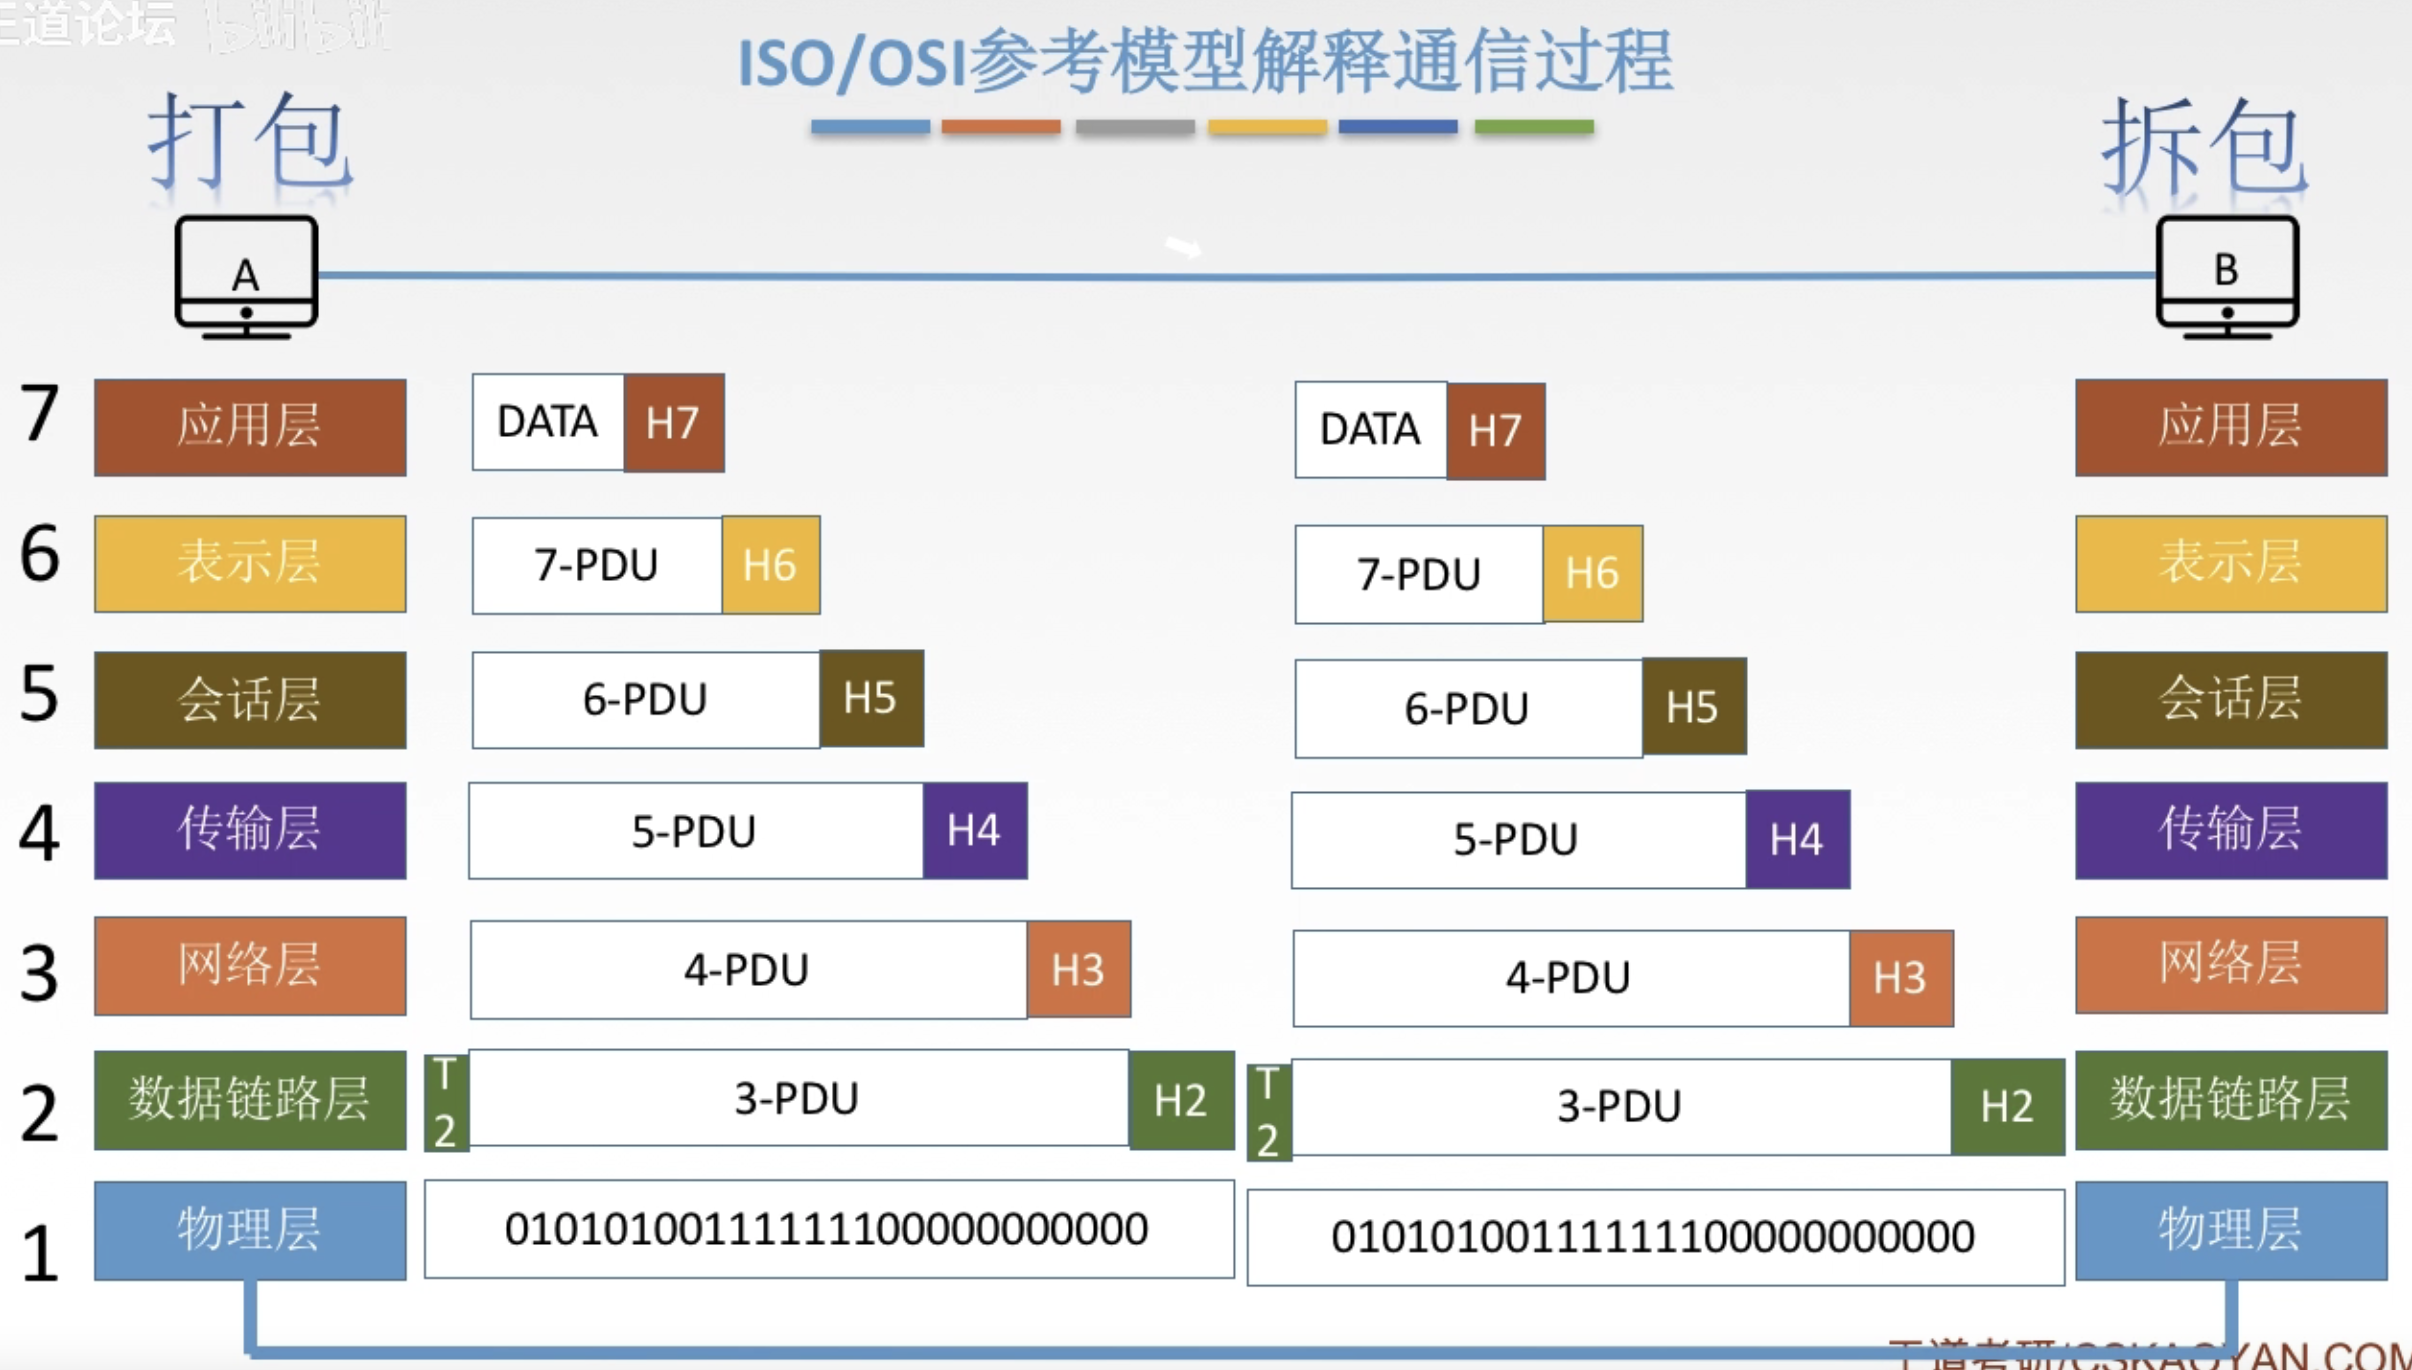 王道论坛 bilibili
ISO/OSI参考模型解释通信过程
打包
拆包
A
B
7 应用层 DATA H7 DATA H7 应用层
6 表示层 7-PDU H6 7-PDU H6 表示层
5 会话层 6-PDU H5 6-PDU H5 会话层
4 传输层 5-PDU H4 5-PDU H4 传输层
3 网络层 4-PDU H3 4-PDU H3 网络层
2 数据链路层 T2 3-PDU H2 T2 3-PDU H2 数据链路层
1 物理层 01010100111111100000000000 01010100111111100000000000 物理层
王道考研/CSKAOYAN.COM